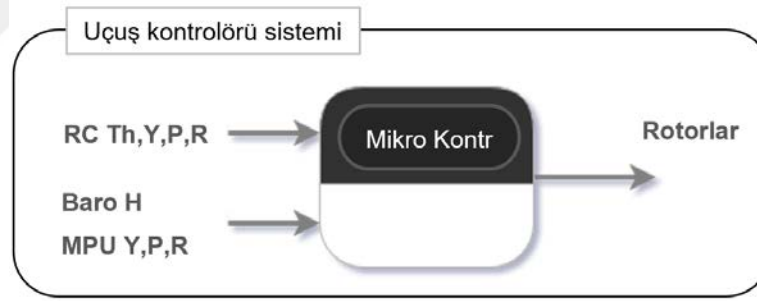 Uçuş kontrolörü sistemi
RC Th,Y,P,R
Mikro Kontr
Rotorlar
Baro H
MPU Y,P,R